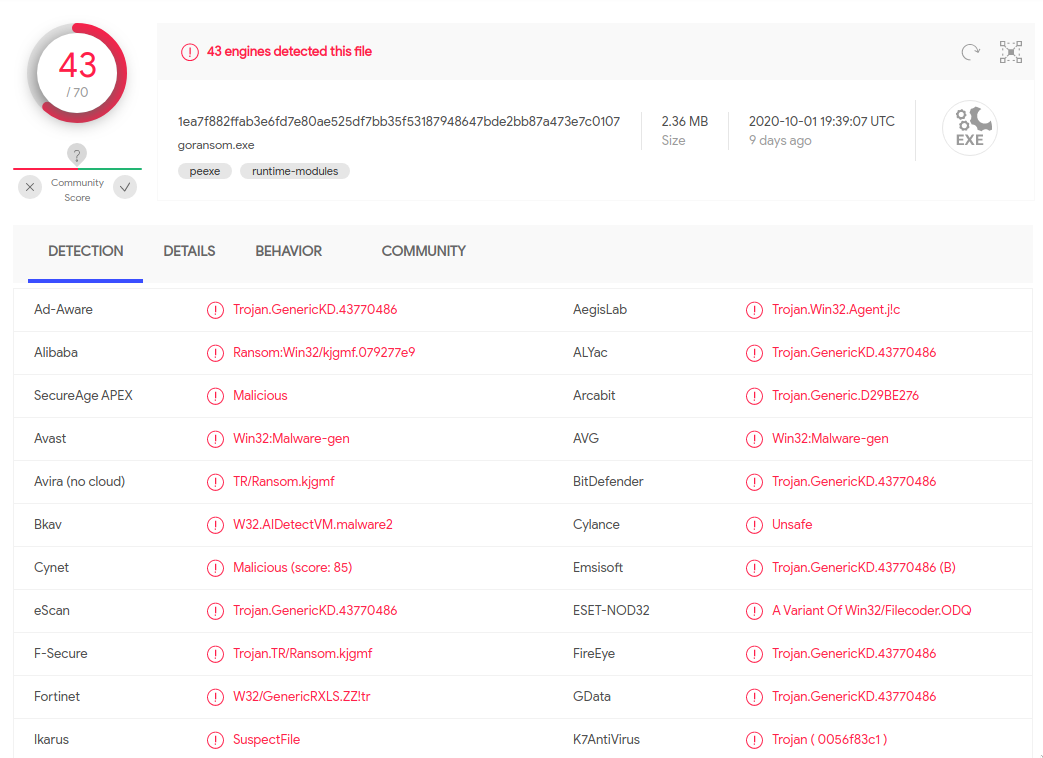 43
/ 70
?
Community
Score
43 engines detected this file
1ea7f882ffab3e6fd7e80ae525df7bb35f53187948647bde2bb87a473e7c0107
goransom.exe
peexe runtime-modules
2.36 MB
Size
2020-10-01 19:39:07 UTC
9 days ago
EXE
DETECTION DETAILS BEHAVIOR COMMUNITY
Ad-Aware Trojan.GenericKD.43770486 AegisLab Trojan.Win32.Agent.j!c
Alibaba Ransom:Win32/kjgmf.079277e9 ALYac Trojan.GenericKD.43770486
SecureAge APEX Malicious Arcabit Trojan.Generic.D29BE276
Avast Win32:Malware-gen AVG Win32:Malware-gen
Avira (no cloud) TR/Ransom.kjgmf BitDefender Trojan.GenericKD.43770486
Bkav W32.AIDetectVM.malware2 Cylance Unsafe
Cynet Malicious (score: 85) Emsisoft Trojan.GenericKD.43770486 (B)
eScan Trojan.GenericKD.43770486 ESET-NOD32 A Variant Of Win32/Filecoder.ODQ
F-Secure Trojan.TR/Ransom.kjgmf FireEye Trojan.GenericKD.43770486
Fortinet W32/GenericRXLS.ZZ!tr GData Trojan.GenericKD.43770486
Ikarus SuspectFile K7AntiVirus Trojan ( 0056f83c1 )